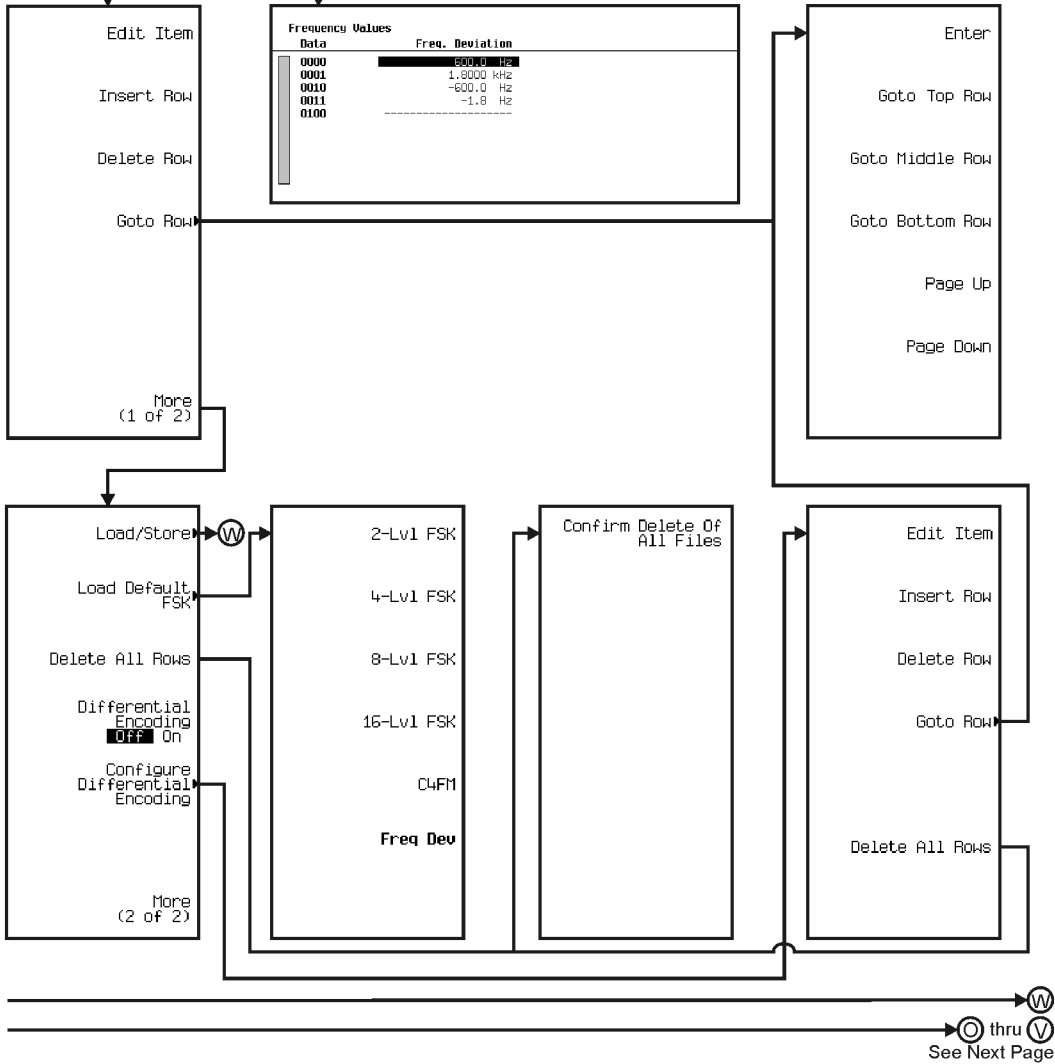 Edit Item
Insert Row
Delete Row
Goto Row
More
(1 of 2)
Frequency Values
Data Freq. Deviation
0000 600.0 Hz
0001 1.8000 kHz
0010 -600.0 Hz
0011 -1.8 Hz
0100 --------------------
Enter
Goto Top Row
Goto Middle Row
Goto Bottom Row
Page Up
Page Down
Load/Store
W
Load Default
FSK
Delete All Rows
Differential
Encoding
Off On
Configure
Differential
Encoding
More
(2 of 2)
2-Lvl FSK
4-Lvl FSK
8-Lvl FSK
16-Lvl FSK
C4FM
Freq Dev
Confirm Delete Of
All Files
Edit Item
Insert Row
Delete Row
Goto Row
Delete All Rows
W
O thru V
See Next Page